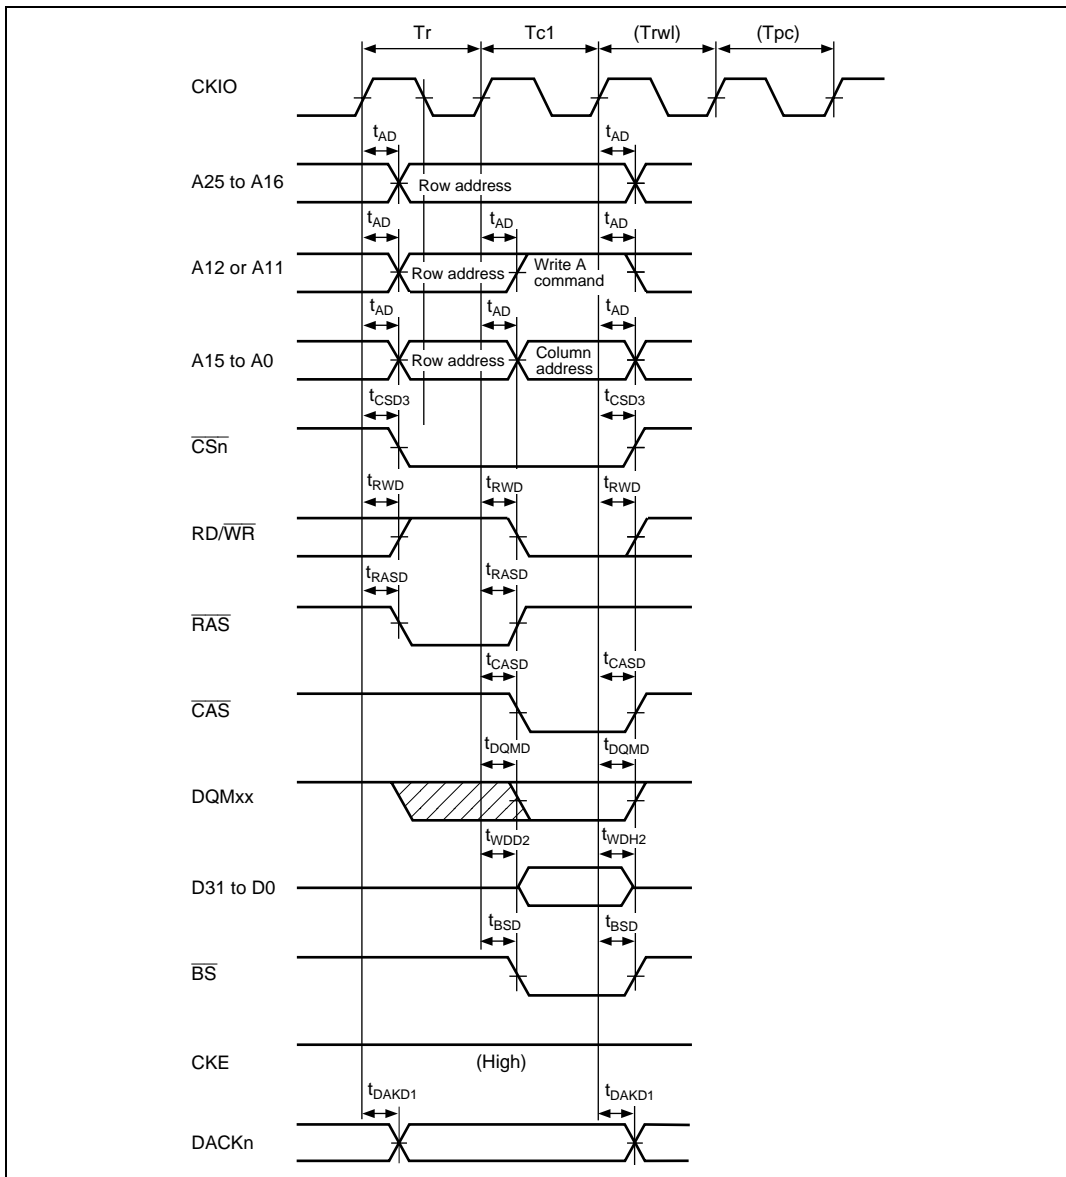 Tr Tc1 (Trwl) (Tpc)
CKIO
tAD tAD
A25 to A16 Row address
tAD tAD tAD
A12 or A11 Row address Write A command
tAD tAD tAD
A15 to A0 Row address Column address
tCSD3 tCSD3
CSn
tRWD tRWD tRWD
RD/WR
tRASD tRASD
RAS
tCASD tCASD
CAS
tDQMD tDQMD
DQMxx
tWDD2 tWDH2
D31 to D0
tBSD tBSD
BS
CKE (High)
tDAKD1 tDAKD1
DACKn